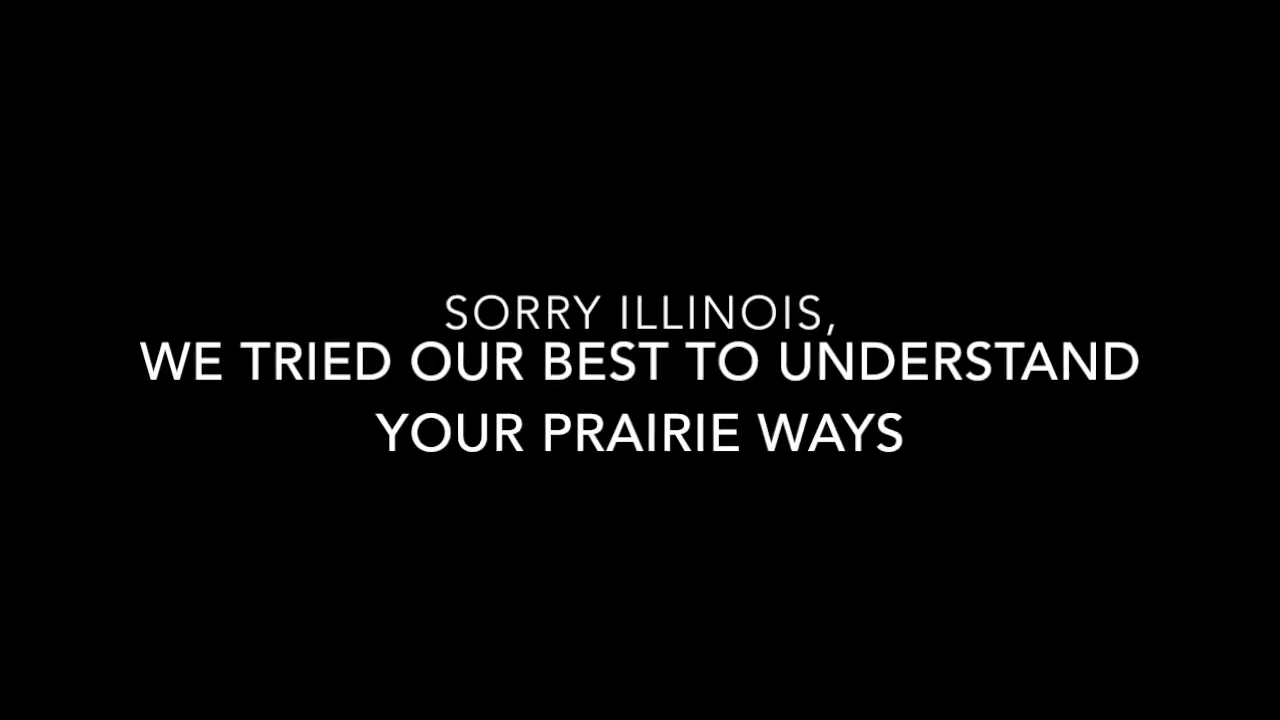 SORRY ILLINOIS,
WE TRIED OUR BEST TO UNDERSTAND
YOUR PRAIRIE WAYS